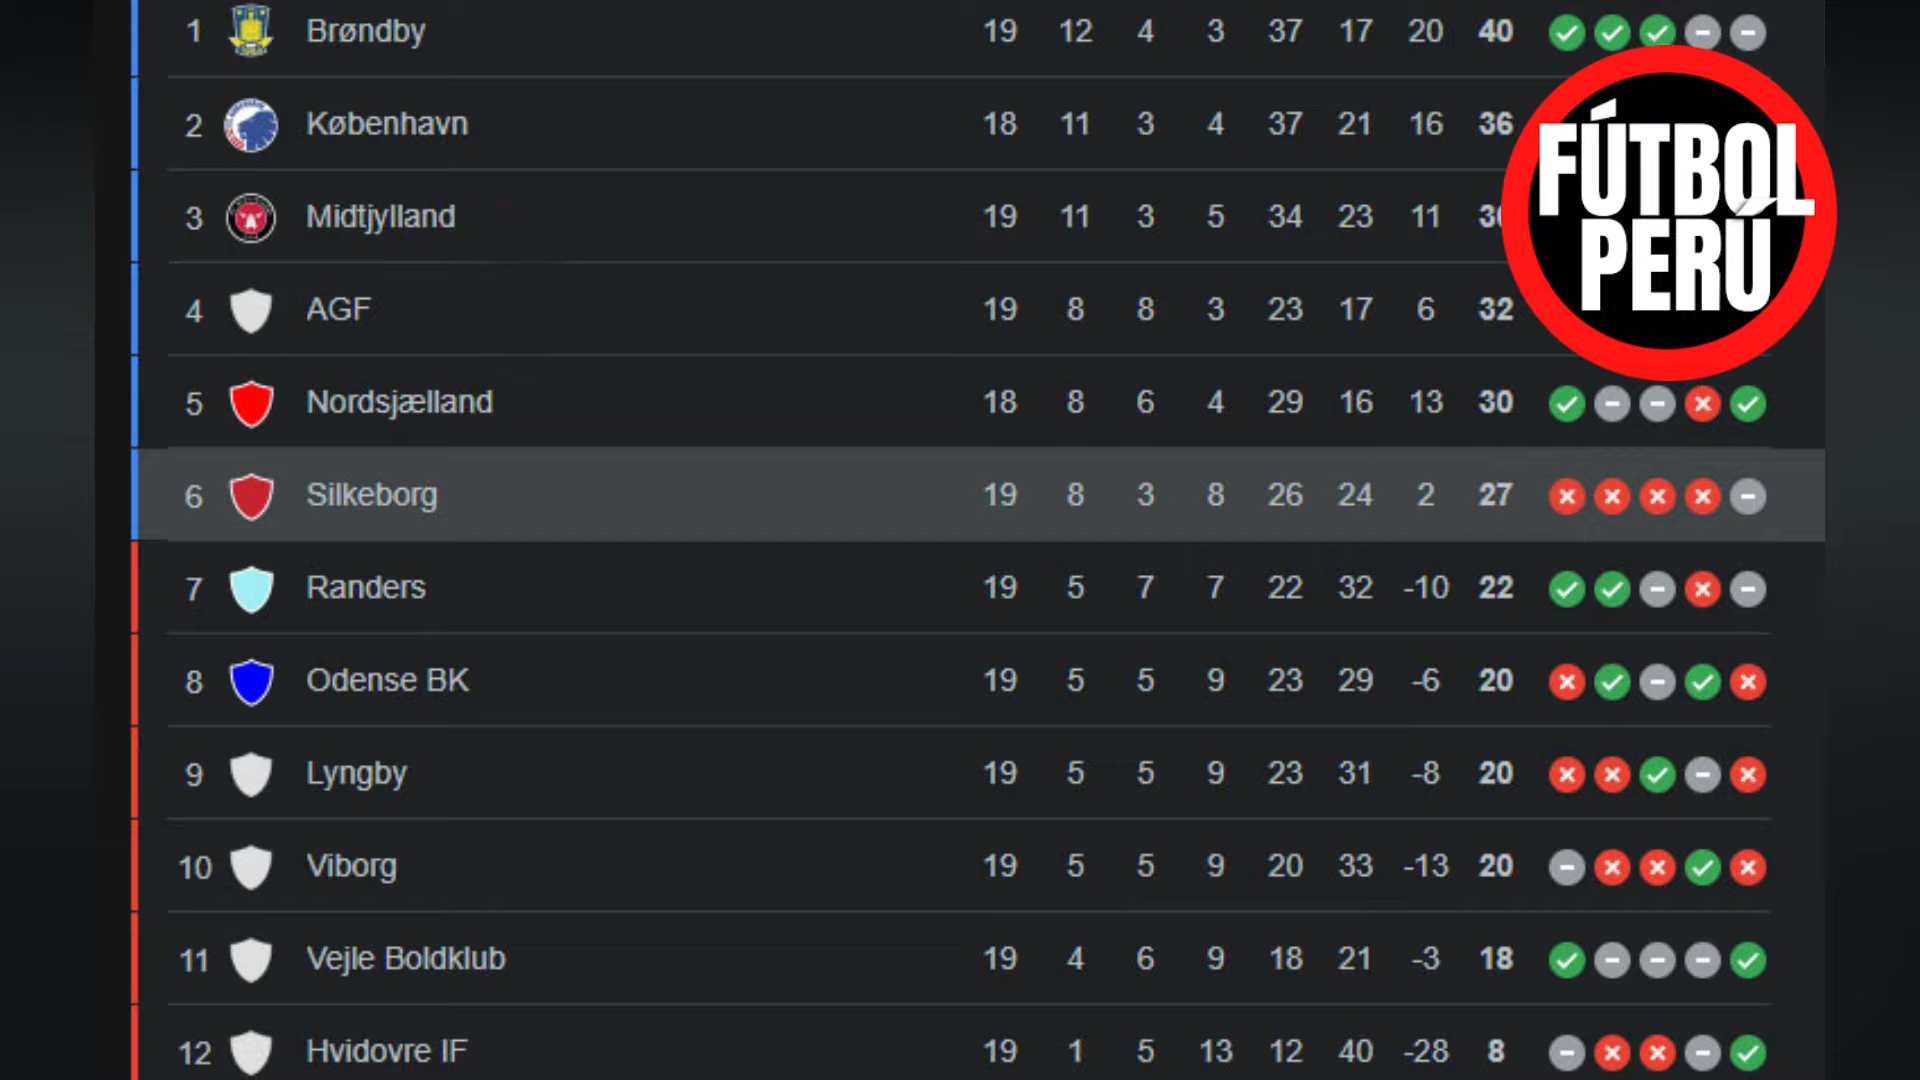 1 Brøndby 19 12 4 3 37 17 20 40
2 København 18 11 3 4 37 21 16 36
3 Midtjylland 19 11 3 5 34 23 11
4 AGF 19 8 8 3 23 17 6 32
5 Nordsjælland 18 8 6 4 29 16 13 30
6 Silkeborg 19 8 3 8 26 24 2 27
7 Randers 19 5 7 7 22 32 -10 22
8 Odense BK 19 5 5 9 23 29 -6 20
9 Lyngby 19 5 5 9 23 31 -8 20
10 Viborg 19 5 5 9 20 33 -13 20
11 Vejle Boldklub 19 4 6 9 18 21 -3 18
12 Hvidovre IF 19 1 5 13 12 40 -28 8
FÚTBOL
PERÚ